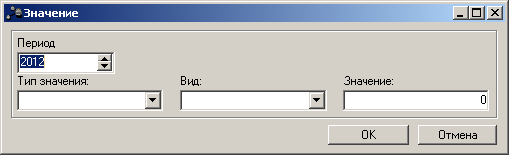 Значение
Период
2012
Тип значения: Вид: Значение:
0
OK Отмена